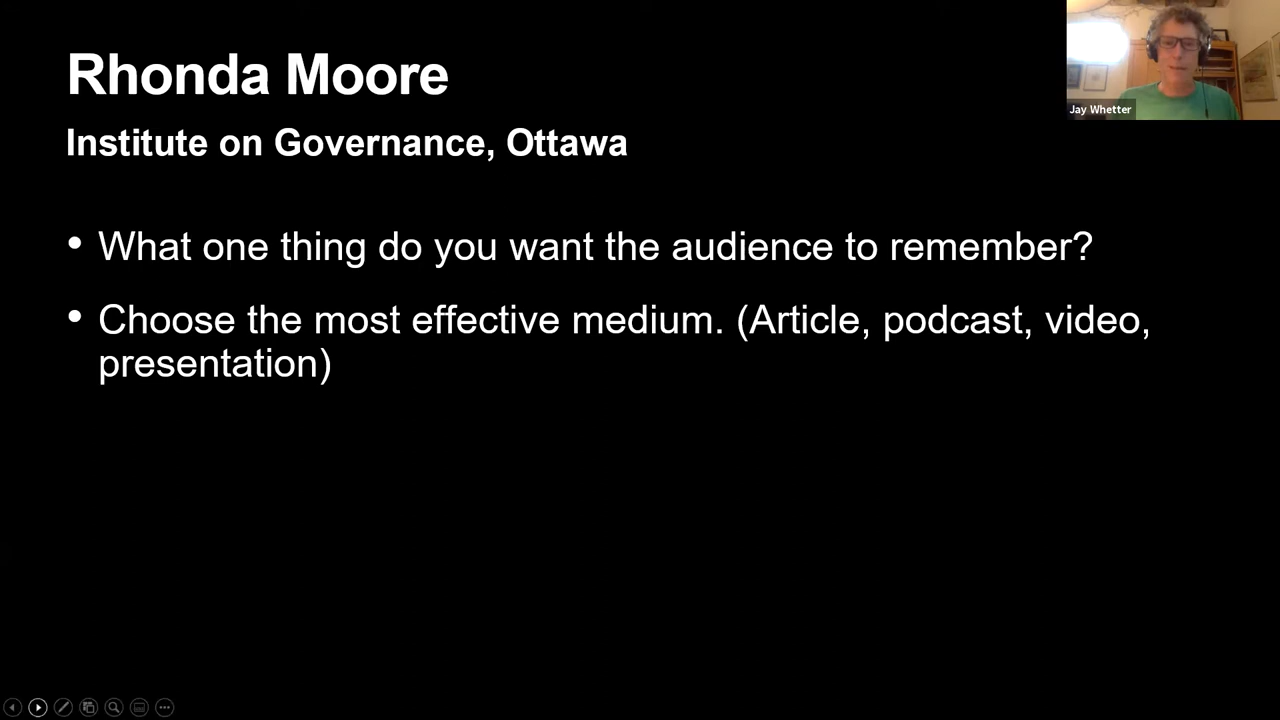 Rhonda Moore
Institute on Governance, Ottawa
• What one thing do you want the audience to remember?
• Choose the most effective medium. (Article, podcast, video,
presentation)
Jay Whetter